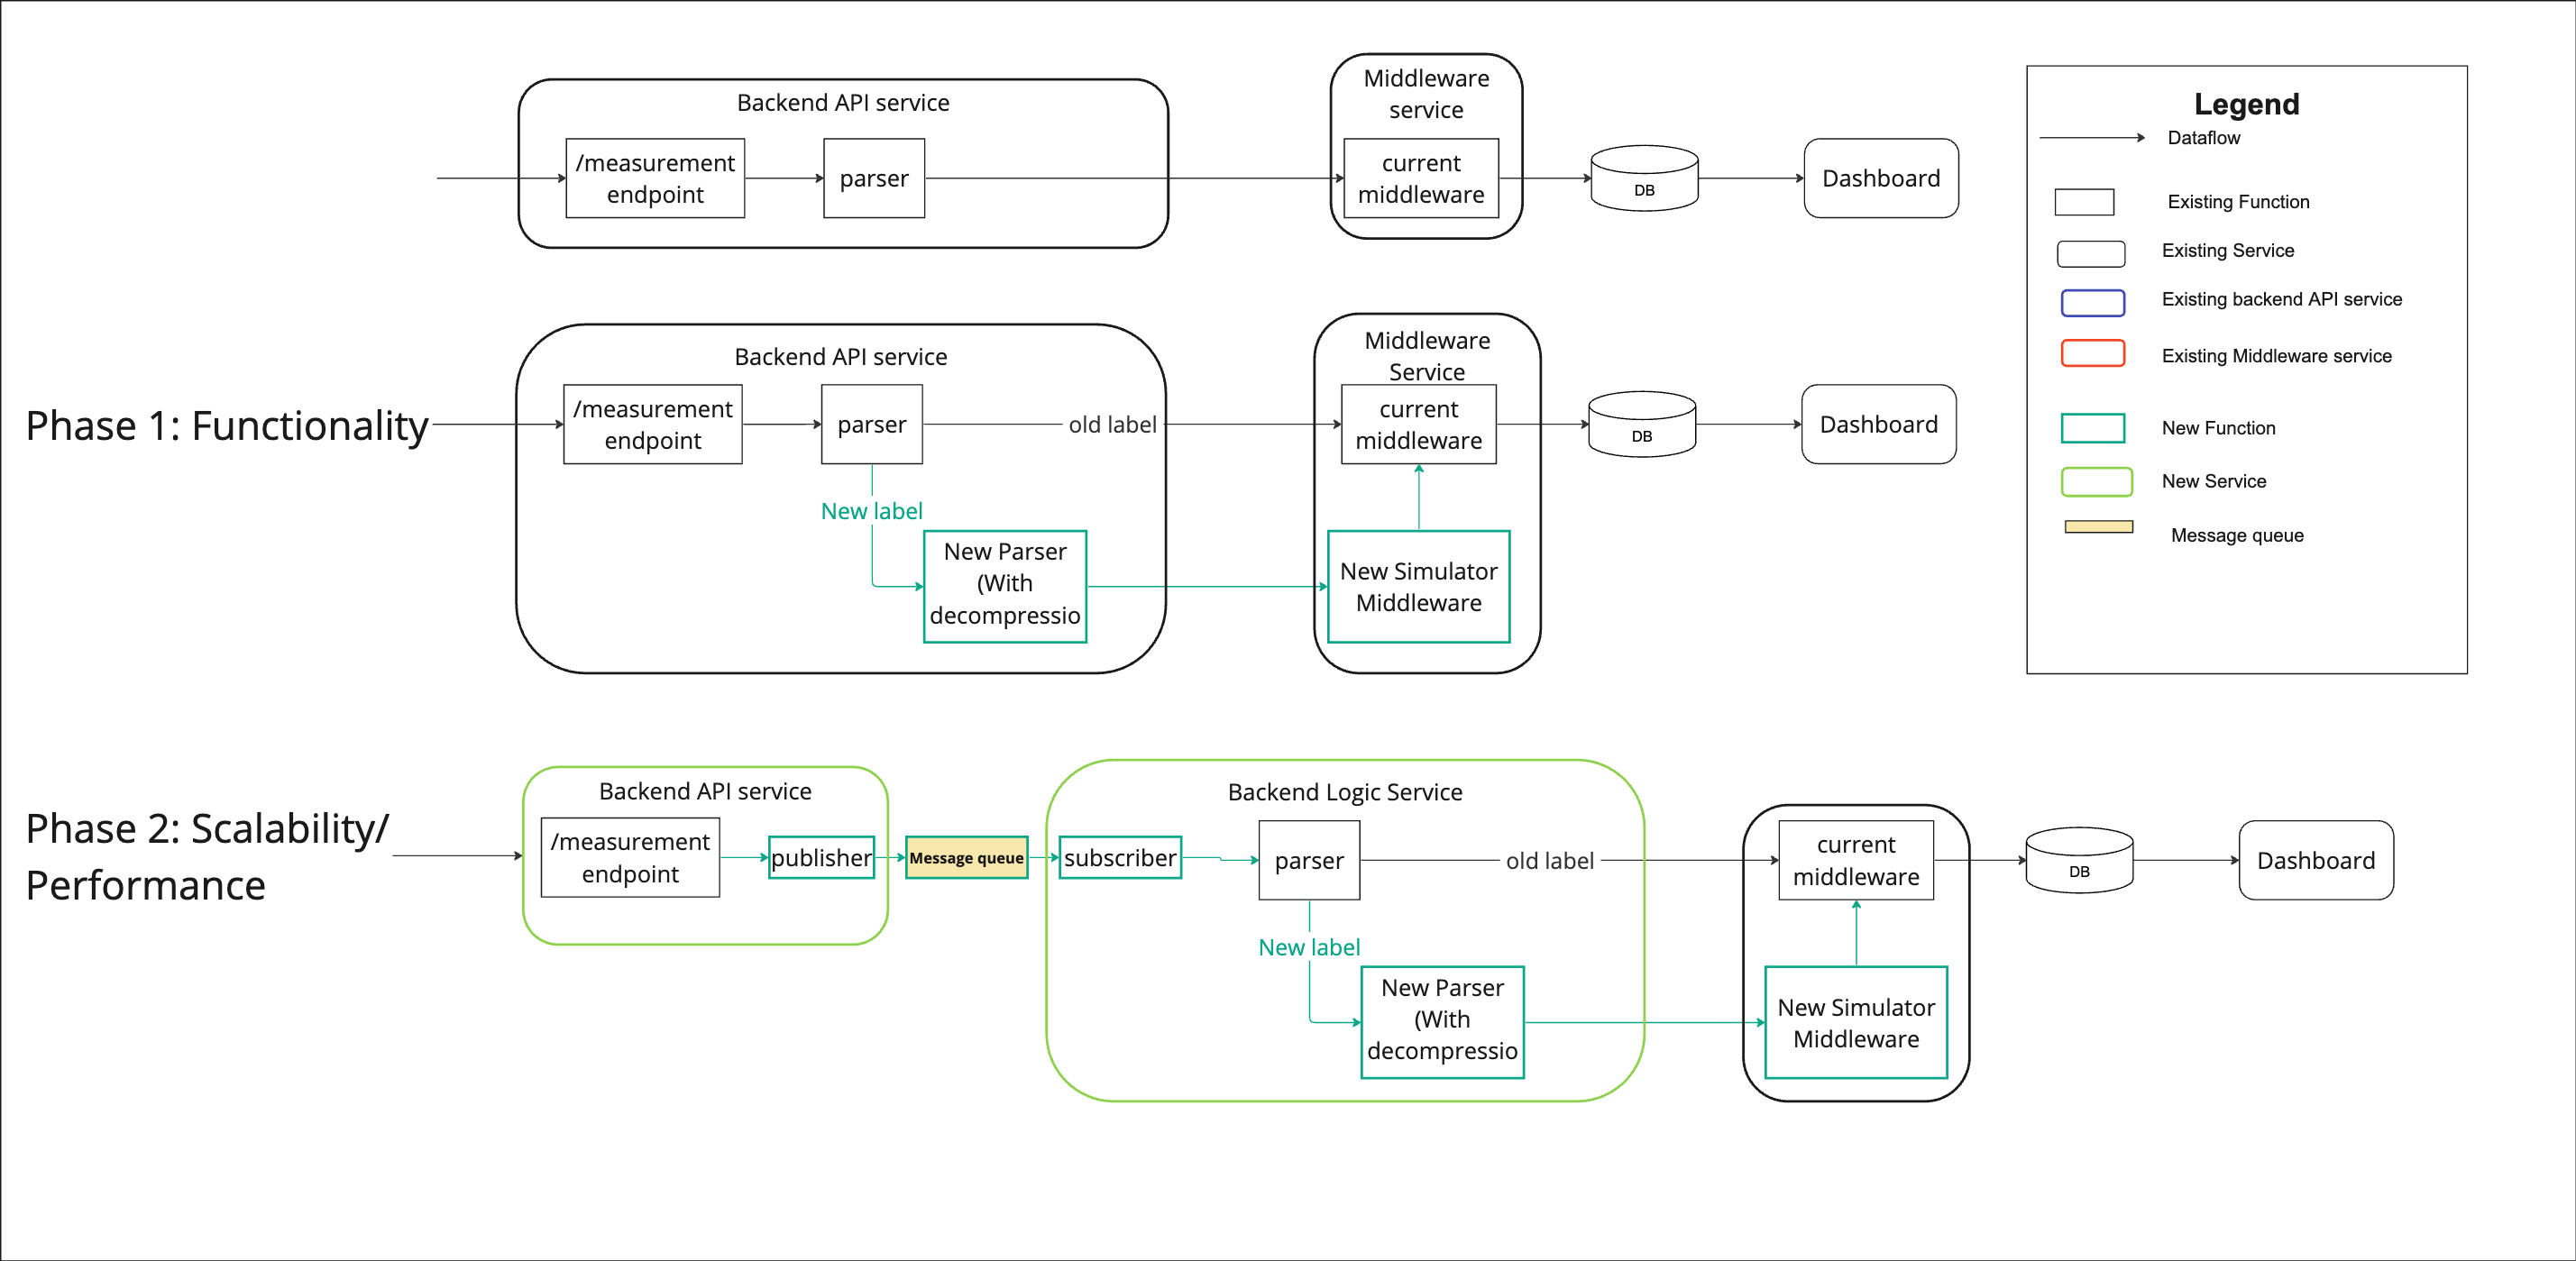 Backend API service
/measurement
endpoint
parser
Middleware
service
current
middleware
DB
Dashboard
Legend
Dataflow
Existing Function
Existing Service
Existing backend API service
Existing Middleware service
New Function
New Service
Message queue
Phase 1: Functionality
Backend API service
/measurement
endpoint
parser
old label
New label
New Parser
(With
decompressio
Middleware
Service
current
middleware
New Simulator
Middleware
DB
Dashboard
Phase 2: Scalability/
Performance
Backend API service
/measurement
endpoint
publisher
Message queue
Backend Logic Service
subscriber
parser
old label
New label
New Parser
(With
decompressio
current
middleware
New Simulator
Middleware
DB
Dashboard